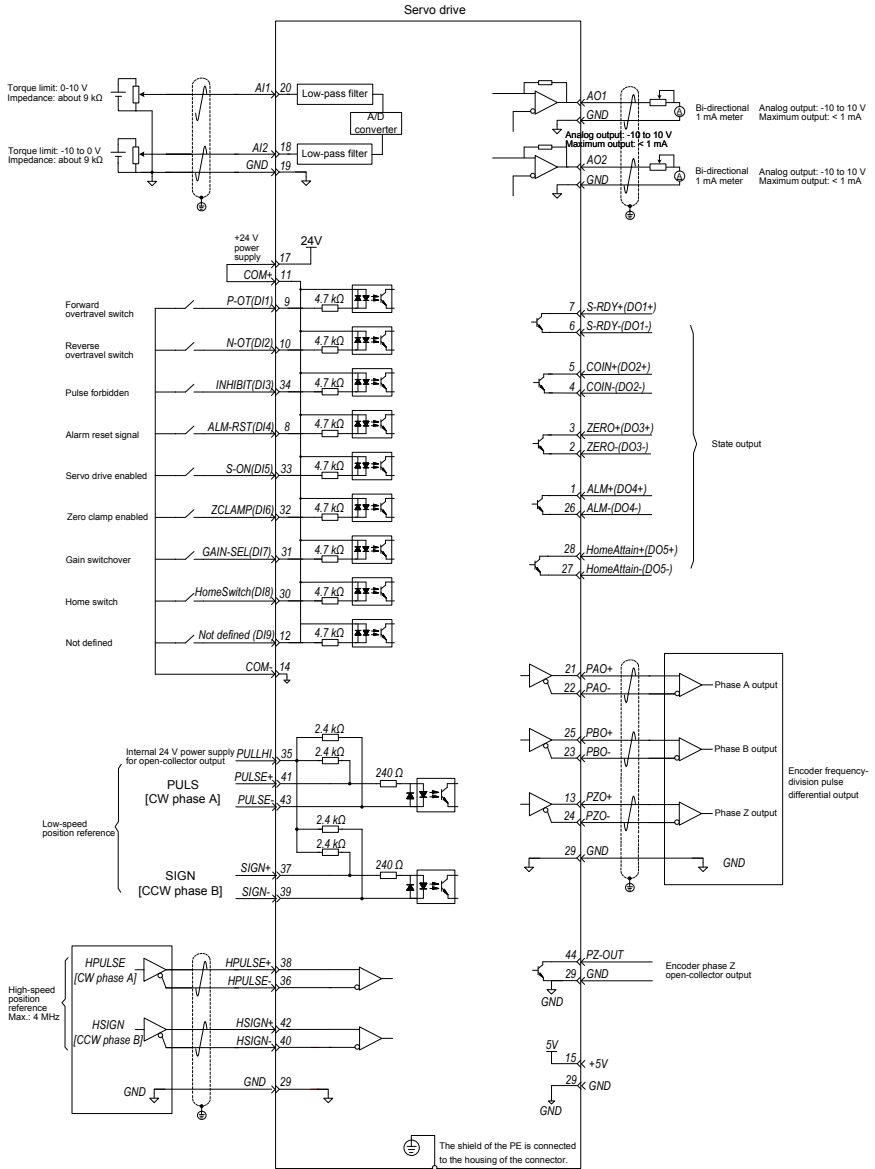 Servo drive
Torque limit: 0-10 V
Impedance: about 9 kΩ
AI1
20
Low-pass filter
A/D
converter
Torque limit: -10 to 0 V
Impedance: about 9 kΩ
AI2
18
Low-pass filter
GND
19
AO1
GND
A
Bi-directional
1 mA meter
Analog output: -10 to 10 V
Maximum output: < 1 mA
Analog output: -10 to 10 V
Maximum output: < 1 mA
AO2
GND
A
Bi-directional
1 mA meter
Analog output: -10 to 10 V
Maximum output: < 1 mA
+24 V
power
supply
17
24V
COM+
11
Forward
overtravel switch
P-OT(DI1)
9
4.7 kΩ
Reverse
overtravel switch
N-OT(DI2)
10
4.7 kΩ
Pulse forbidden
INHIBIT(DI3)
34
4.7 kΩ
Alarm reset signal
ALM-RST(DI4)
8
4.7 kΩ
Servo drive enabled
S-ON(DI5)
33
4.7 kΩ
Zero clamp enabled
ZCLAMP(DI6)
32
4.7 kΩ
Gain switchover
GAIN-SEL(DI7)
31
4.7 kΩ
Home switch
HomeSwitch(DI8)
30
4.7 kΩ
Not defined
Not defined (DI9)
12
4.7 kΩ
COM-
14
7
S-RDY+(DO1+)
6
S-RDY-(DO1-)
5
COIN+(DO2+)
4
COIN-(DO2-)
3
ZERO+(DO3+)
2
ZERO-(DO3-)
1
ALM+(DO4+)
26
ALM-(DO4-)
28
HomeAttain+(DO5+)
27
HomeAttain-(DO5-)
State output
Low-speed
position reference
Internal 24 V power supply
for open-collector output
PULLHI
35
2.4 kΩ
2.4 kΩ
PULS
[CW phase A]
PULSE+
41
240 Ω
PULSE-
43
2.4 kΩ
2.4 kΩ
SIGN
[CCW phase B]
SIGN+
37
240 Ω
SIGN-
39
21
PAO+
22
PAO-
Phase A output
25
PBO+
23
PBO-
Phase B output
13
PZO+
24
PZO-
Phase Z output
29
GND
GND
Encoder frequency-
division pulse
differential output
High-speed
position
reference
Max.: 4 MHz
HPULSE
[CW phase A]
HPULSE+
38
HPULSE-
36
HSIGN
[CCW phase B]
HSIGN+
42
HSIGN-
40
GND
GND
29
44
PZ-OUT
29
GND
GND
Encoder phase Z
open-collector output
5V
15
+5V
29
GND
GND
The shield of the PE is connected
to the housing of the connector.